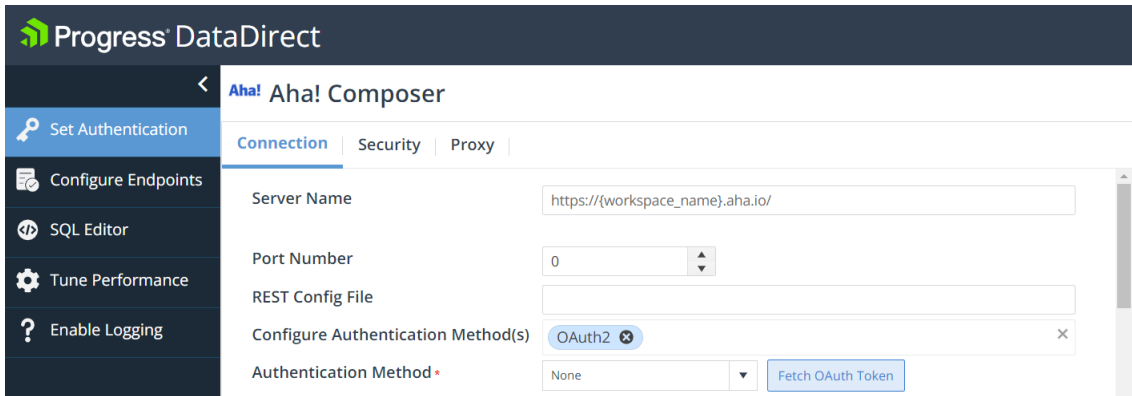 Progress® DataDirect
Aha! Aha! Composer
Set Authentication
Configure Endpoints
SQL Editor
Tune Performance
Enable Logging
Connection Security Proxy
Server Name https://{workspace_name}.aha.io/
Port Number 0
REST Config File
Configure Authentication Method(s) OAuth2
Authentication Method * None Fetch OAuth Token